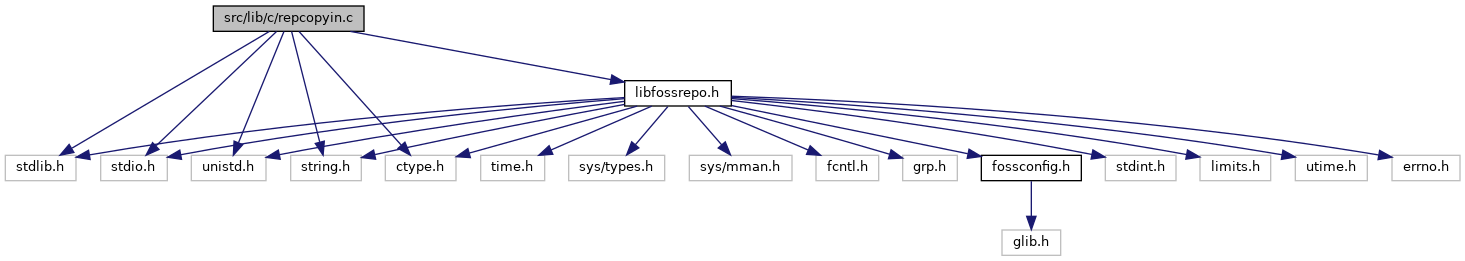 src/lib/c/repcopyin.c
libfossrepo.h
stdlib.h
stdio.h
unistd.h
string.h
ctype.h
time.h
sys/types.h
sys/mman.h
fcntl.h
grp.h
fossconfig.h
stdint.h
limits.h
utime.h
errno.h
glib.h